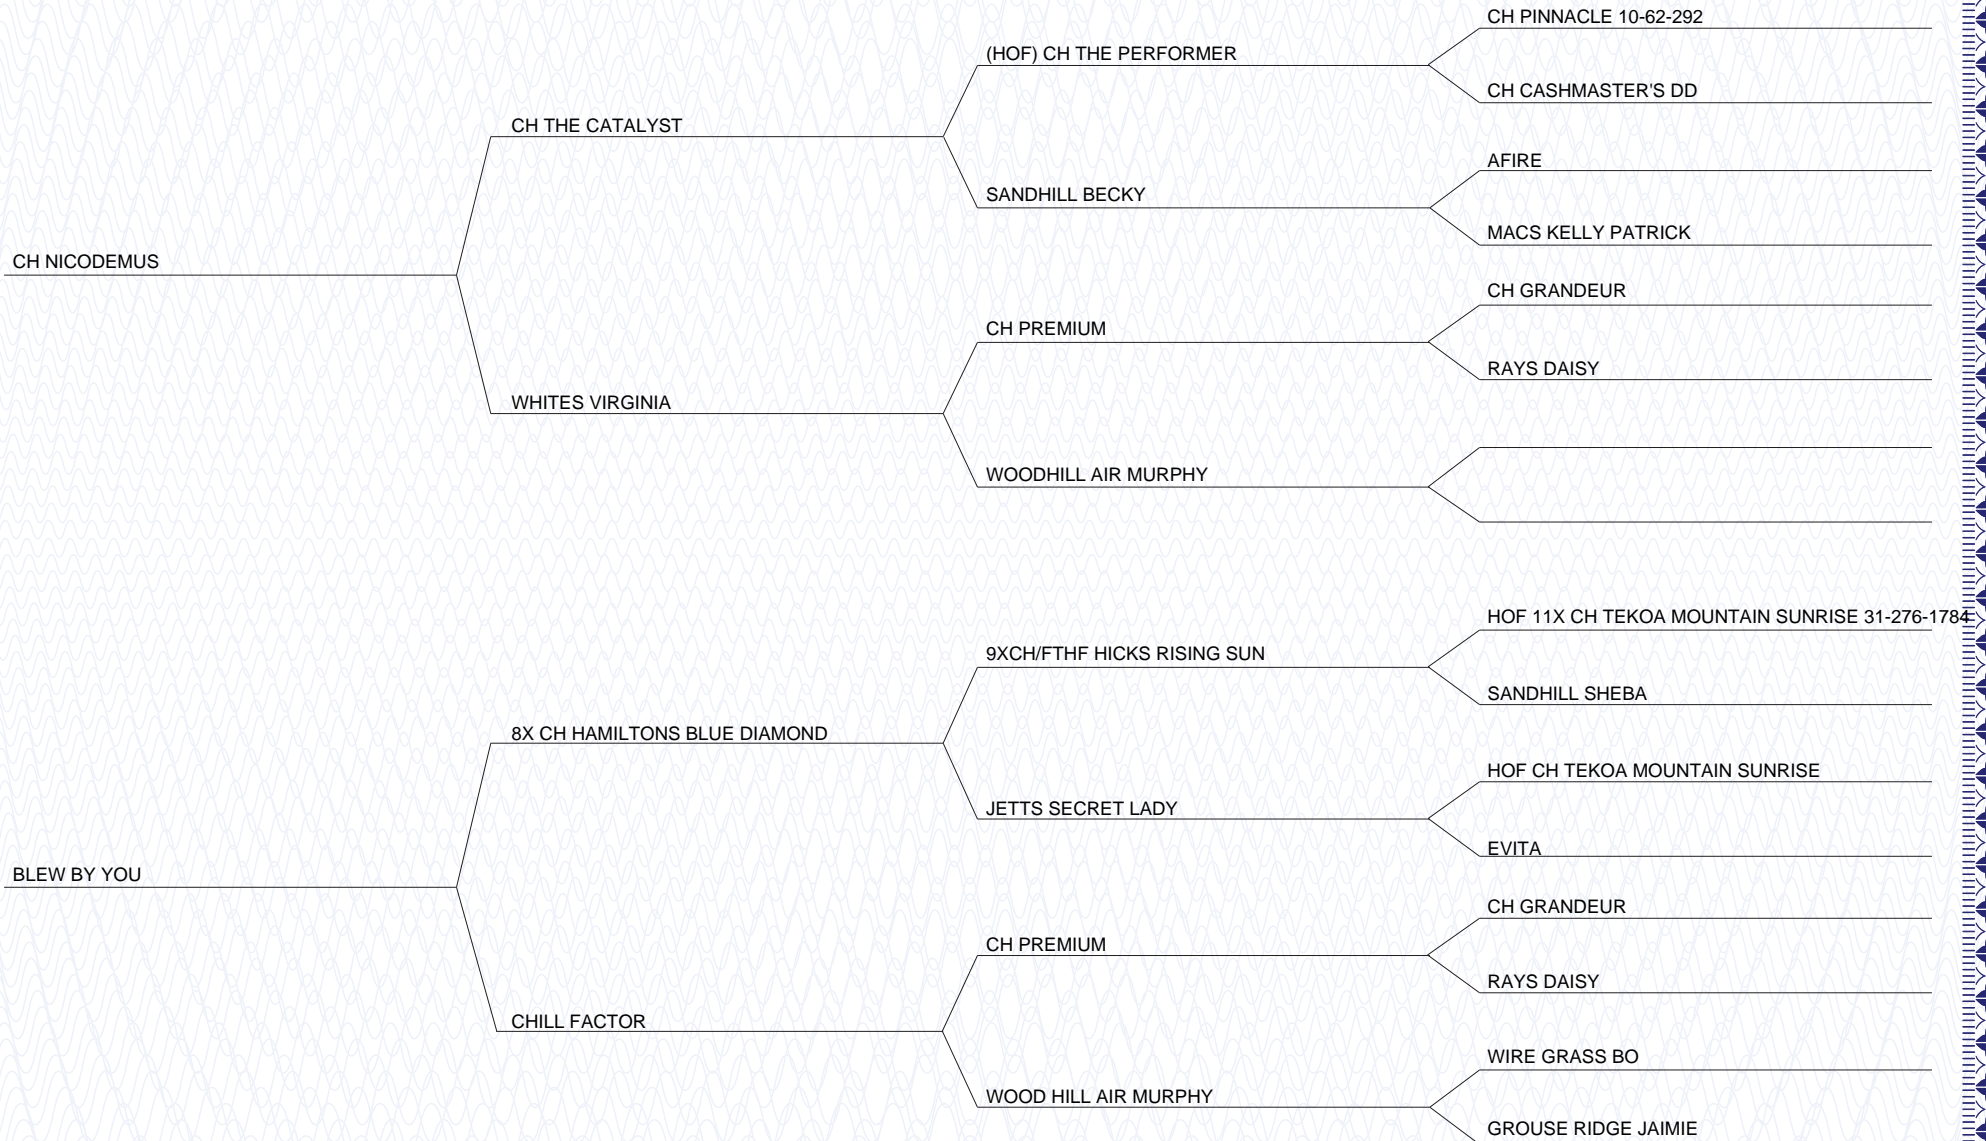 CH PINNACLE 10-62-292
(HOF) CH THE PERFORMER
CH CASHMASTER'S DD
CH THE CATALYST
AFIRE
SANDHILL BECKY
MACS KELLY PATRICK
CH NICODEMUS
CH GRANDEUR
CH PREMIUM
RAYS DAISY
WHITES VIRGINIA
WOODHILL AIR MURPHY
HOF 11X CH TEKOA MOUNTAIN SUNRISE 31-276-1784
9XCH/FTHF HICKS RISING SUN
SANDHILL SHEBA
8X CH HAMILTONS BLUE DIAMOND
HOF CH TEKOA MOUNTAIN SUNRISE
JETTS SECRET LADY
EVITA
BLEW BY YOU
CH GRANDEUR
CH PREMIUM
RAYS DAISY
CHILL FACTOR
WIRE GRASS BO
WOOD HILL AIR MURPHY
GROUSE RIDGE JAIMIE